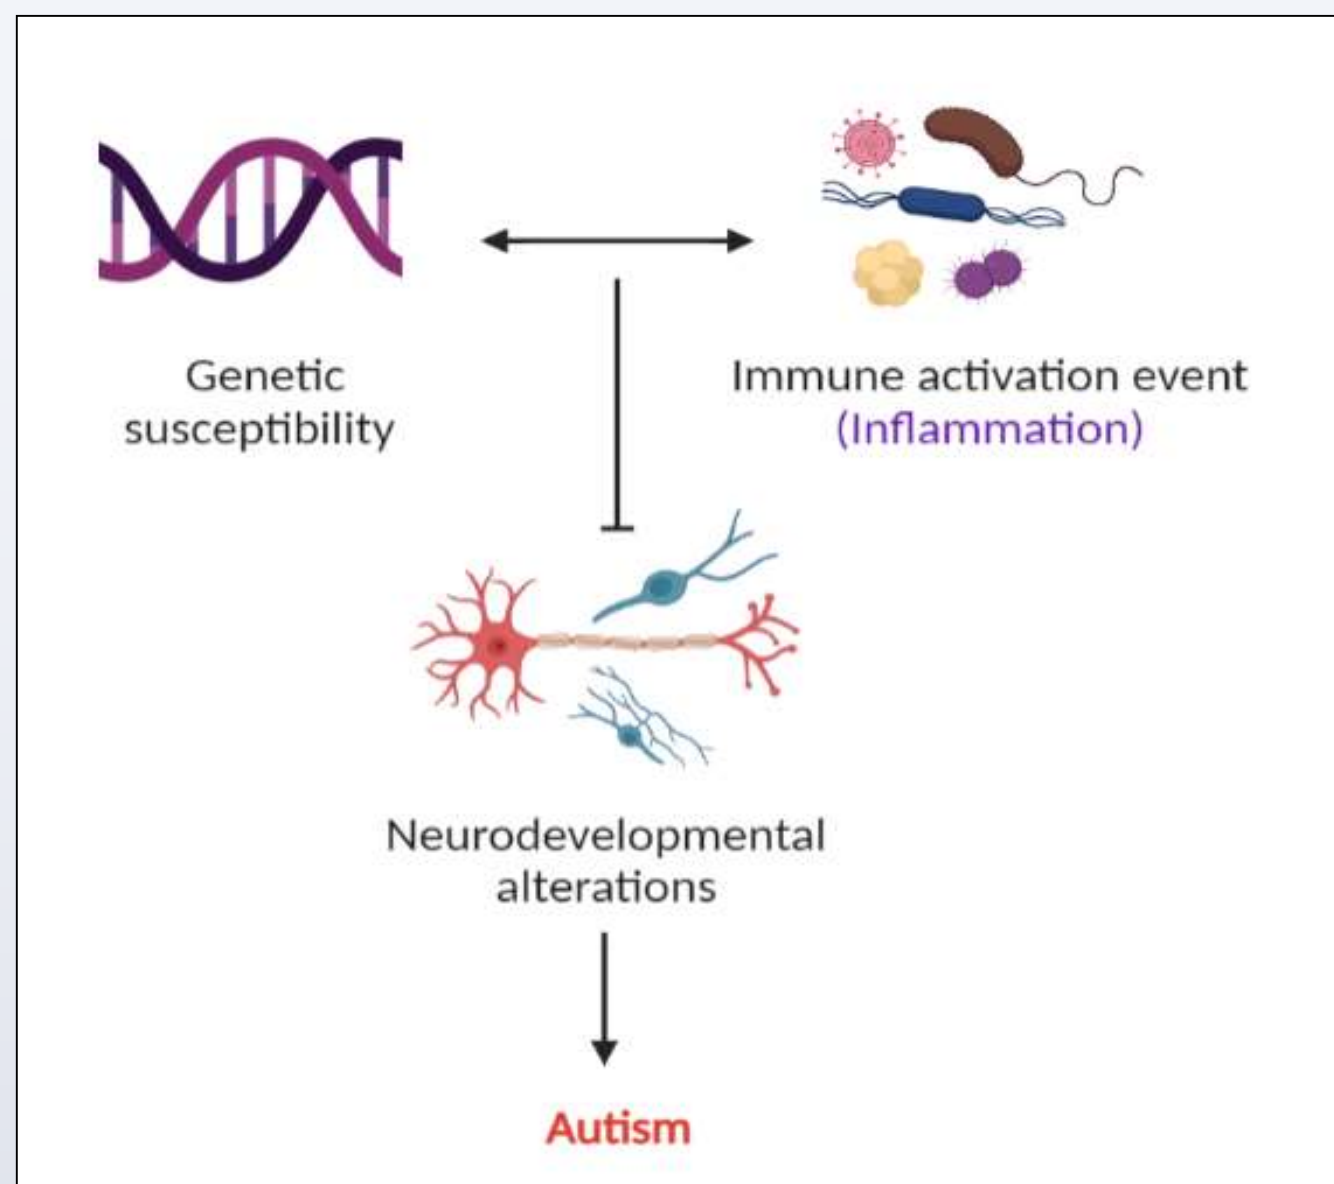 Genetic
susceptibility
Immune activation event
(Inflammation)
Neurodevelopmental
alterations
Autism